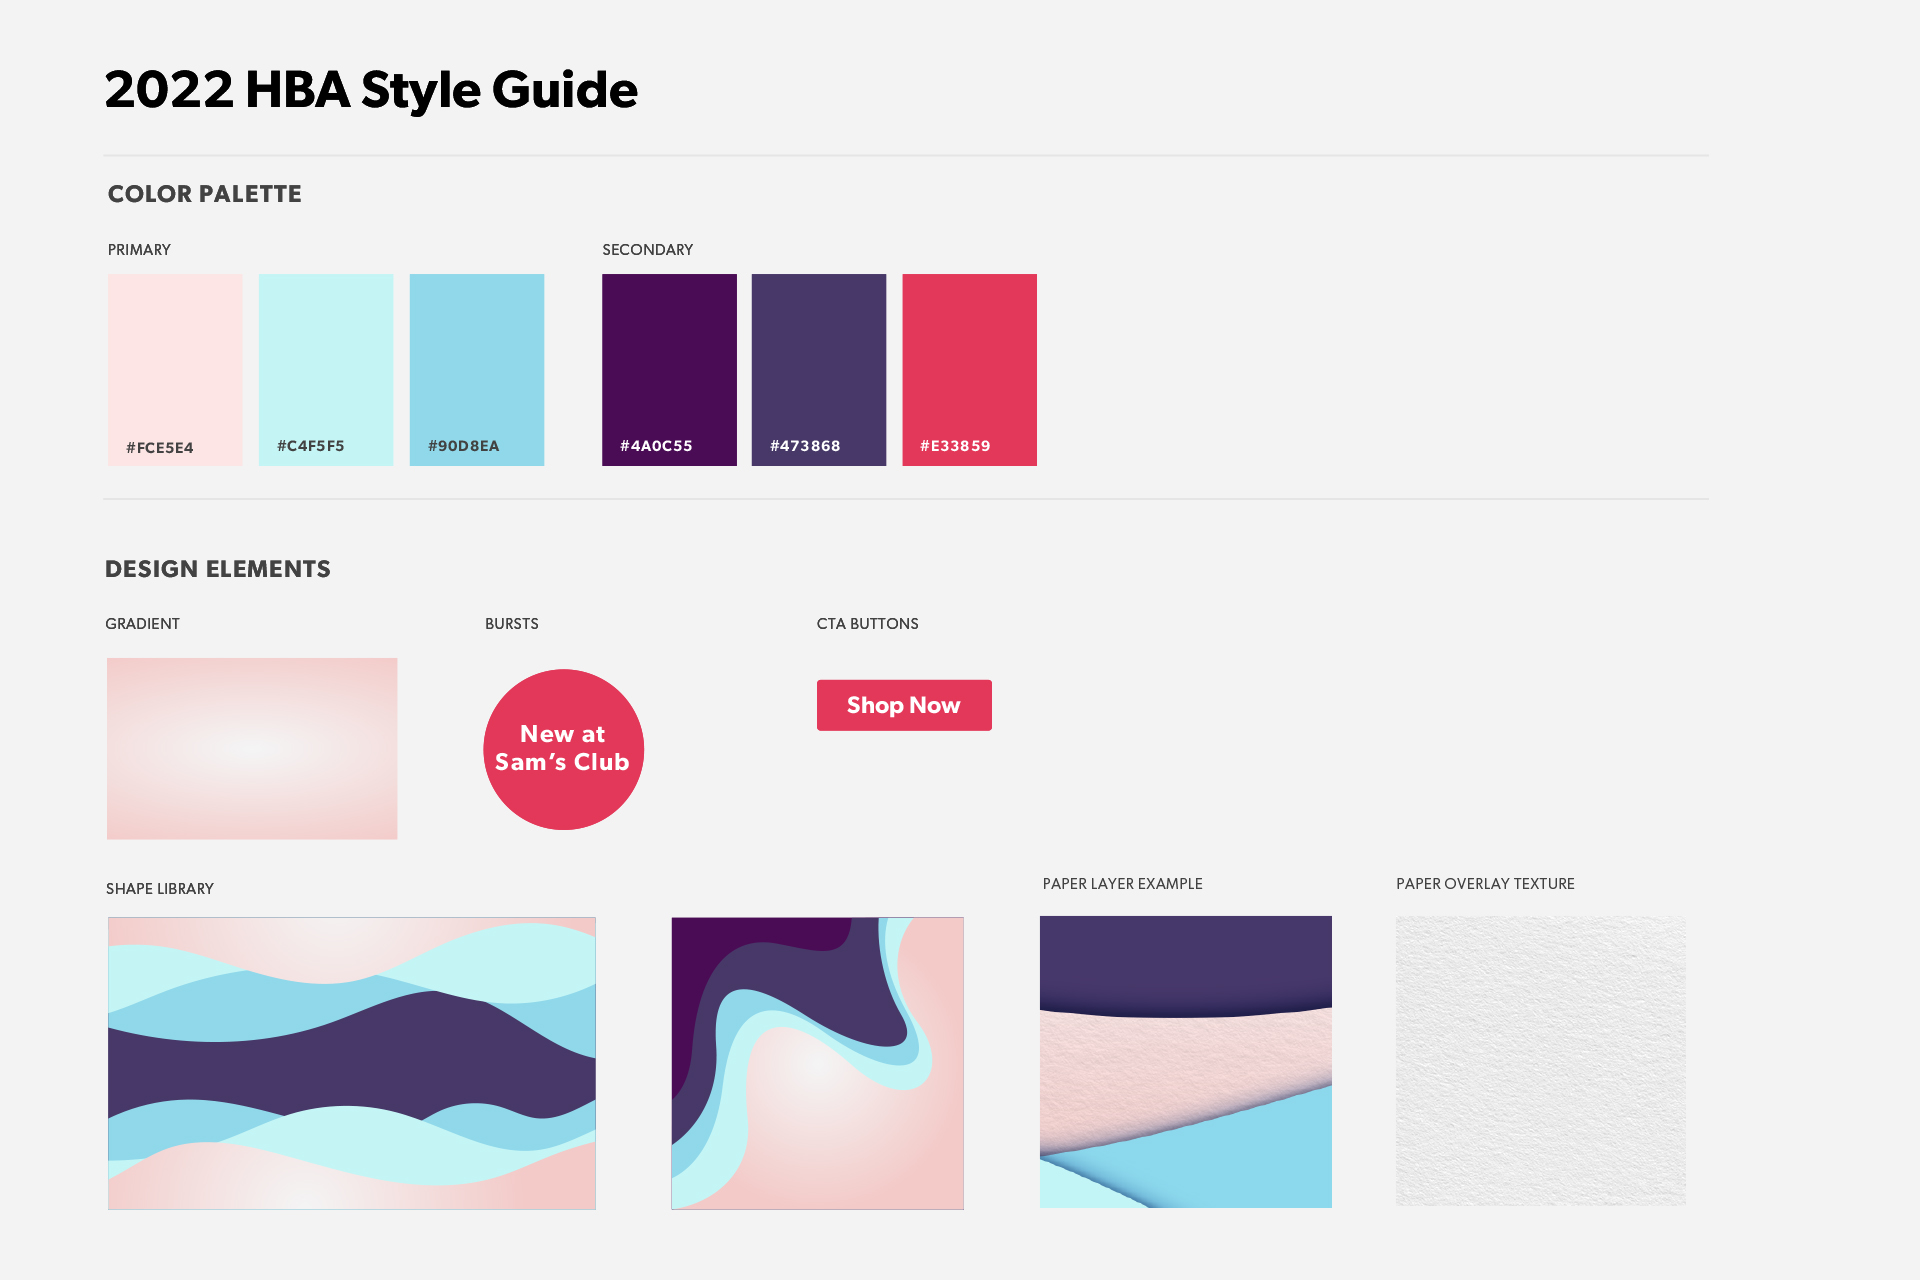 2022 HBA Style Guide
COLOR PALETTE
PRIMARY
SECONDARY
#FCE5E4
#C4F5F5
#90D8EA
#4A0C55
#473868
#E33859
DESIGN ELEMENTS
GRADIENT
BURSTS
CTA BUTTONS
New at
Sam's Club
Shop Now
SHAPE LIBRARY
PAPER LAYER EXAMPLE
PAPER OVERLAY TEXTURE